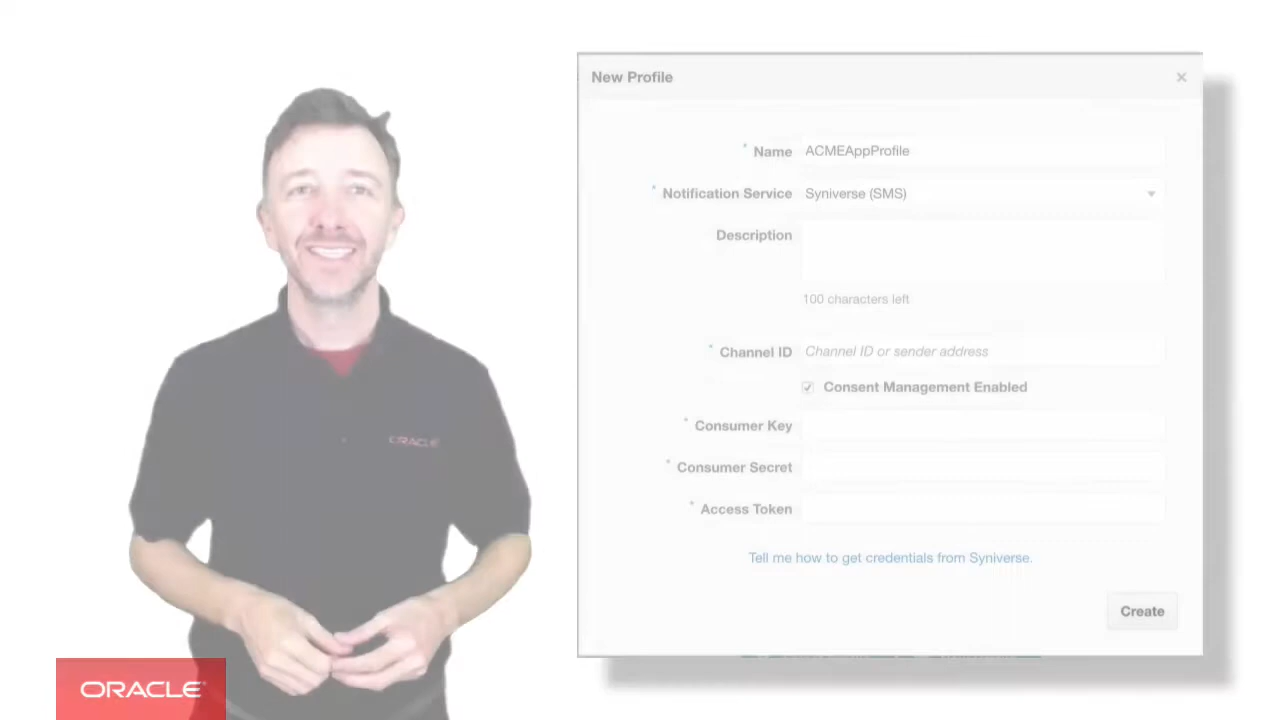 New Profile
×
* Name ACMEAppProfile
* Notification Service Syniverse (SMS)
Description
100 characters left
* Channel ID Channel ID or sender address
Consent Management Enabled
* Consumer Key
* Consumer Secret
* Access Token
Tell me how to get credentials from Syniverse.
Create
ORACLE
ORACLE